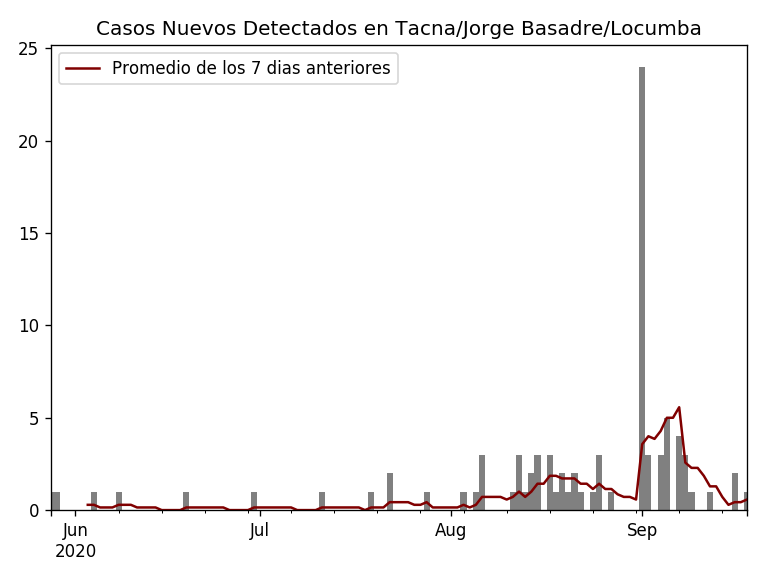 Casos Nuevos Detectados en Tacna/Jorge Basadre/Locumba
Promedio de los 7 dias anteriores
25
20
15
10
5
0
Jun
2020
Jul
Aug
Sep